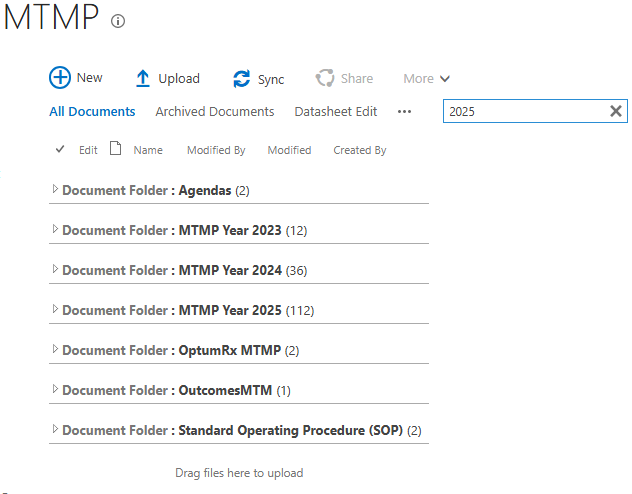 MTMP
New Upload Sync Share More
All Documents Archived Documents Datasheet Edit ... 2025
Edit Name Modified By Modified Created By
Document Folder : Agendas (2)
Document Folder : MTMP Year 2023 (12)
Document Folder : MTMP Year 2024 (36)
Document Folder : MTMP Year 2025 (112)
Document Folder : OptumRx MTMP (2)
Document Folder : OutcomesMTM (1)
Document Folder : Standard Operating Procedure (SOP) (2)
Drag files here to upload